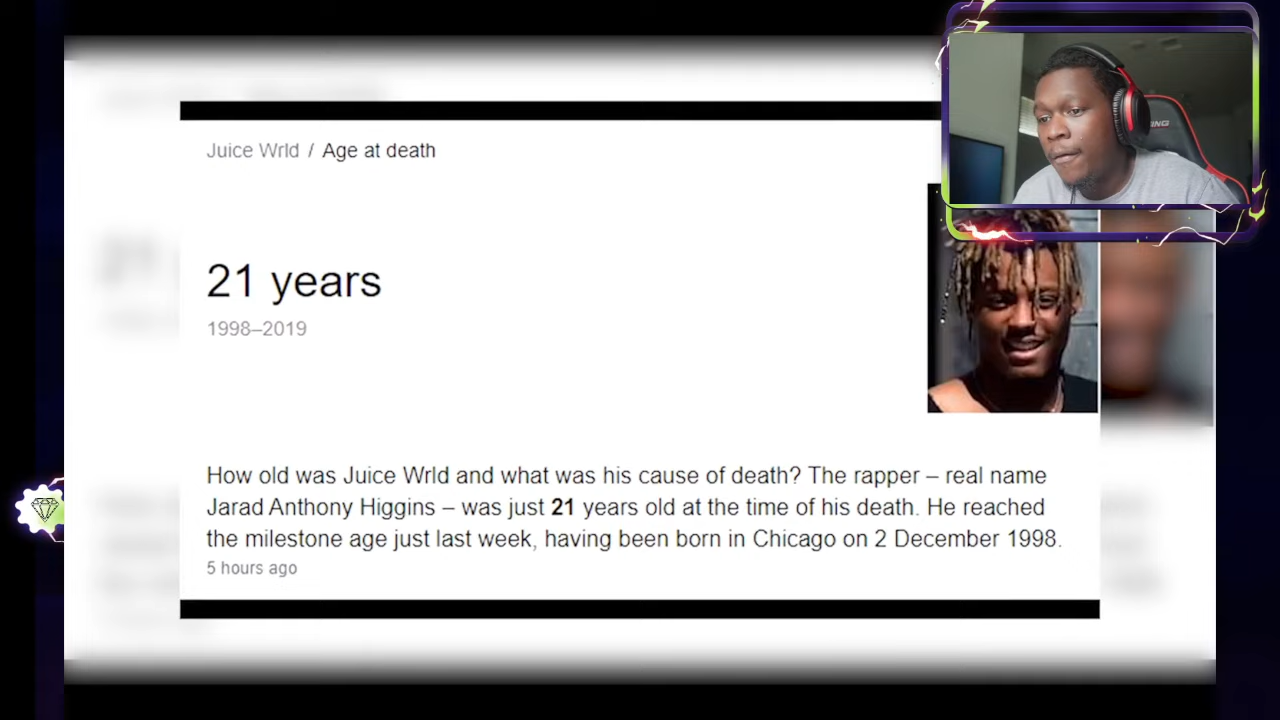 Juice Wrld / Age at death
21 years
1998–2019
How old was Juice Wrld and what was his cause of death? The rapper – real name
Jarad Anthony Higgins – was just 21 years old at the time of his death. He reached
the milestone age just last week, having been born in Chicago on 2 December 1998.
5 hours ago